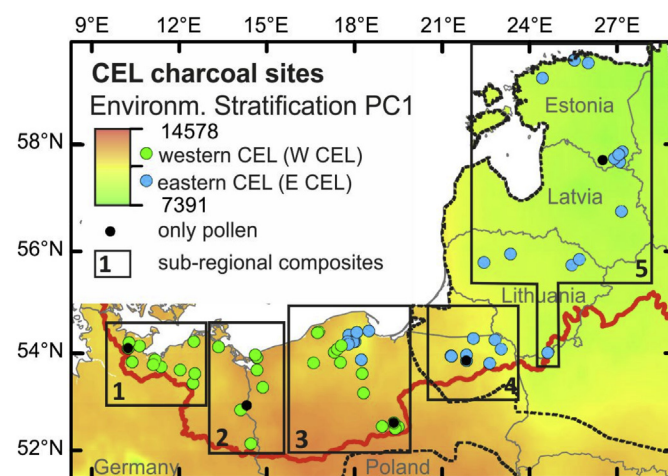 9°E 12°E 15°E 18°E 21°E 24°E 27°E
CEL charcoal sites
Environm. Stratification PC1
14578
western CEL (W CEL)
eastern CEL (E CEL)
7391
only pollen
1 sub-regional composites
58°N
56°N
54°N
52°N
Estonia
Latvia
5
Lithuania
1
2
3
4
Germany
Poland